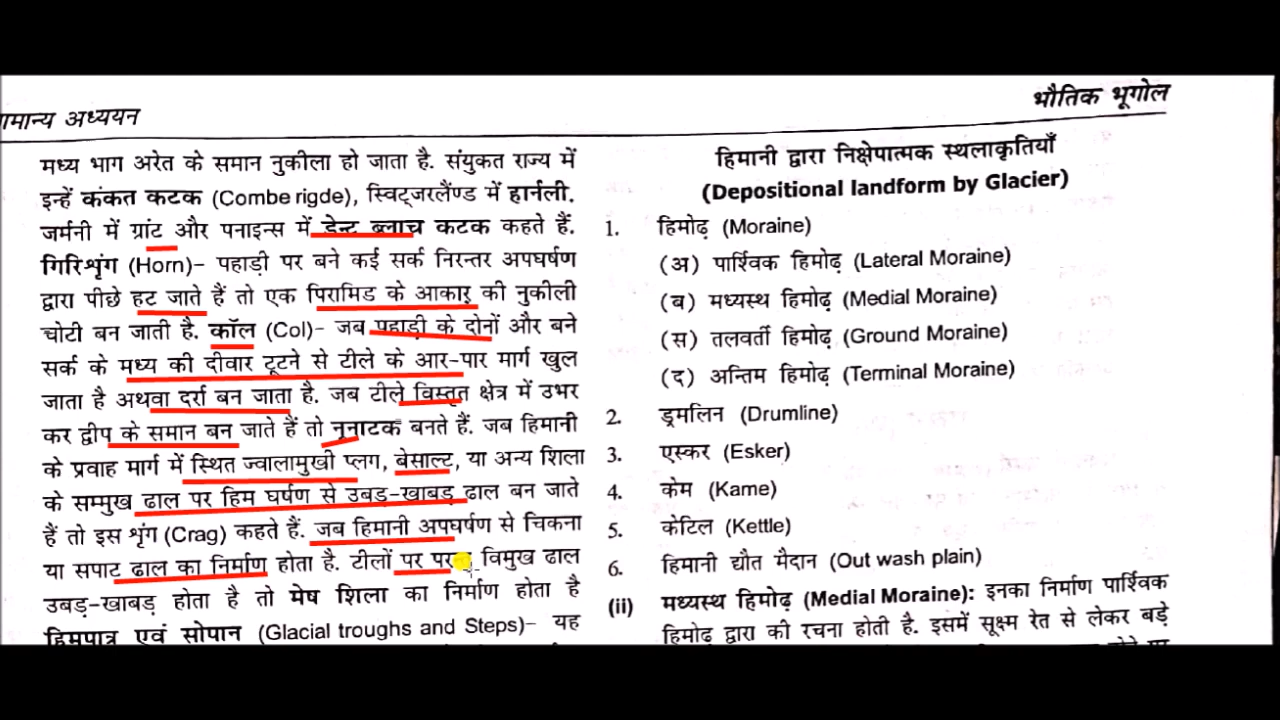 ामान्य अध्ययन
भौतिक भूगोल
मध्य भाग अरेत के समान नुकीला हो जाता है. संयुकत राज्य में
इन्हें कंकत कटक (Combe rigde), स्विट्जरलैंण्ड में हार्नली.
जर्मनी में ग्रांट और पनाइन्स में डेन्ट ब्लाच कटक कहते हैं.
गिरिशृंग (Horn)- पहाड़ी पर बने कई सर्क निरन्तर अपघर्षण
द्वारा पीछे हट जाते हैं तो एक पिरामिड के आकार की नुकीली
चोटी बन जाती है. कॉल (Col)- जब पहाड़ी के दोनों और बने
सर्क के मध्य की दीवार टूटने से टीले के आर-पार मार्ग खुल
जाता है अथवा दर्रा बन जाता है. जब टीले विस्तृत क्षेत्र में उभर
कर द्वीप के समान बन जाते हैं तो नूनाटक बनते हैं. जब हिमानी
के प्रवाह मार्ग में स्थित ज्वालामुखी प्लग, बेसाल्ट, या अन्य शिला
के सम्मुख ढाल पर हिम घर्षण से उबड़-खाबड़ ढाल बन जाते
हैं तो इस शृंग (Crag) कहते हैं. जब हिमानी अपघर्षण से चिकना
या सपाट ढाल का निर्माण होता है. टीलों पर पर विमुख ढाल
उबड़-खाबड़ होता है तो मेष शिला का निर्माण होता है
हिमपात्र एवं सोपान (Glacial troughs and Steps)- यह
हिमानी द्वारा निक्षेपात्मक स्थलाकृतियाँ
(Depositional landform by Glacier)
1. हिमोढ़ (Moraine)
(अ) पार्श्विक हिमोढ़ (Lateral Moraine)
(ब) मध्यस्थ हिमोढ़ (Medial Moraine)
(स) तलवर्ती हिमोढ़ (Ground Moraine)
(द) अन्तिम हिमोढ़ (Terminal Moraine)
2. ड्रमलिन (Drumline)
3. एस्कर (Esker)
4. केम (Kame)
5. केटिल (Kettle)
6. हिमानी द्यौत मैदान (Out wash plain)
(ii) मध्यस्थ हिमोढ़ (Medial Moraine): इनका निर्माण पार्श्विक
हिमोढ़ द्वारा की रचना होती है. इसमें सूक्ष्म रेत से लेकर बड़े